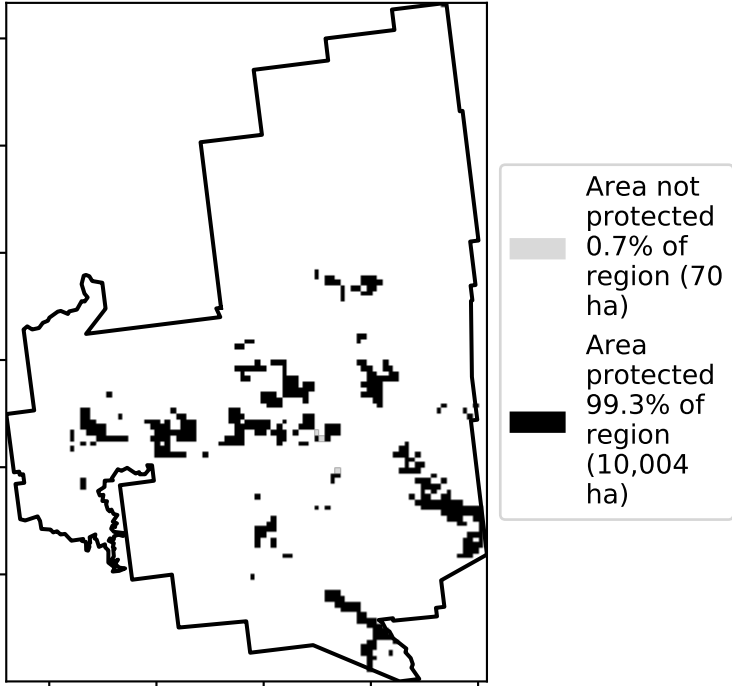 Area not
protected
0.7% of
region (70
ha)
Area
protected
99.3% of
region
(10,004
ha)